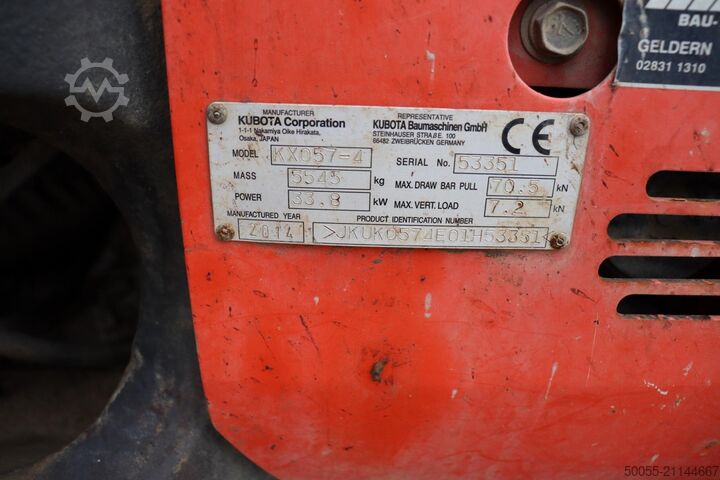 BAU-
GELDERN
02831 1310
MANUFACTURER
KUBOTA Corporation
1-1-1 Nakamiya Oike Hirakata,
Osaka, JAPAN
REPRESENTATIVE
KUBOTA Baumaschinen GmbH
STEINHAUSER STRAßE 100
66482 ZWEIBRÜCKEN GERMANY
CE
MODEL KX057-4 SERIAL No. 53351
MASS 5545 kg MAX. DRAW BAR PULL 70.5 kN
POWER 33.8 kW MAX. VERT. LOAD 7.2 kN
MANUFACTURED YEAR 2014
PRODUCT IDENTIFICATION NUMBER
>JKUK0574E01H53351<
50055-21144667